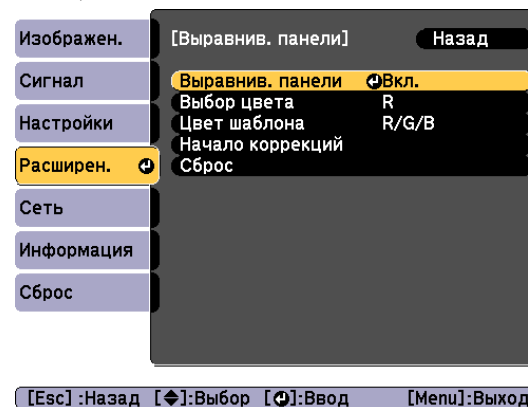 Изображен.
Сигнал
Настройки
Расширен.
Сеть
Информация
Сброс
[Выравнив. панели] Назад
Выравнив. панели Вкл.
Выбор цвета R
Цвет шаблона R/G/B
Начало коррекций
Сброс
[Esc] :Назад [◆]:Выбор [⏎]:Ввод [Menu]:Выход